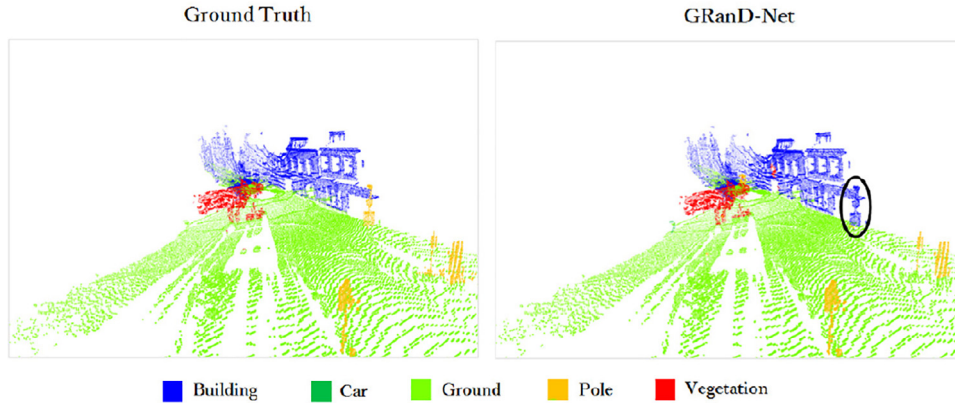 Ground Truth
GRanD-Net
Building
Car
Ground
Pole
Vegetation